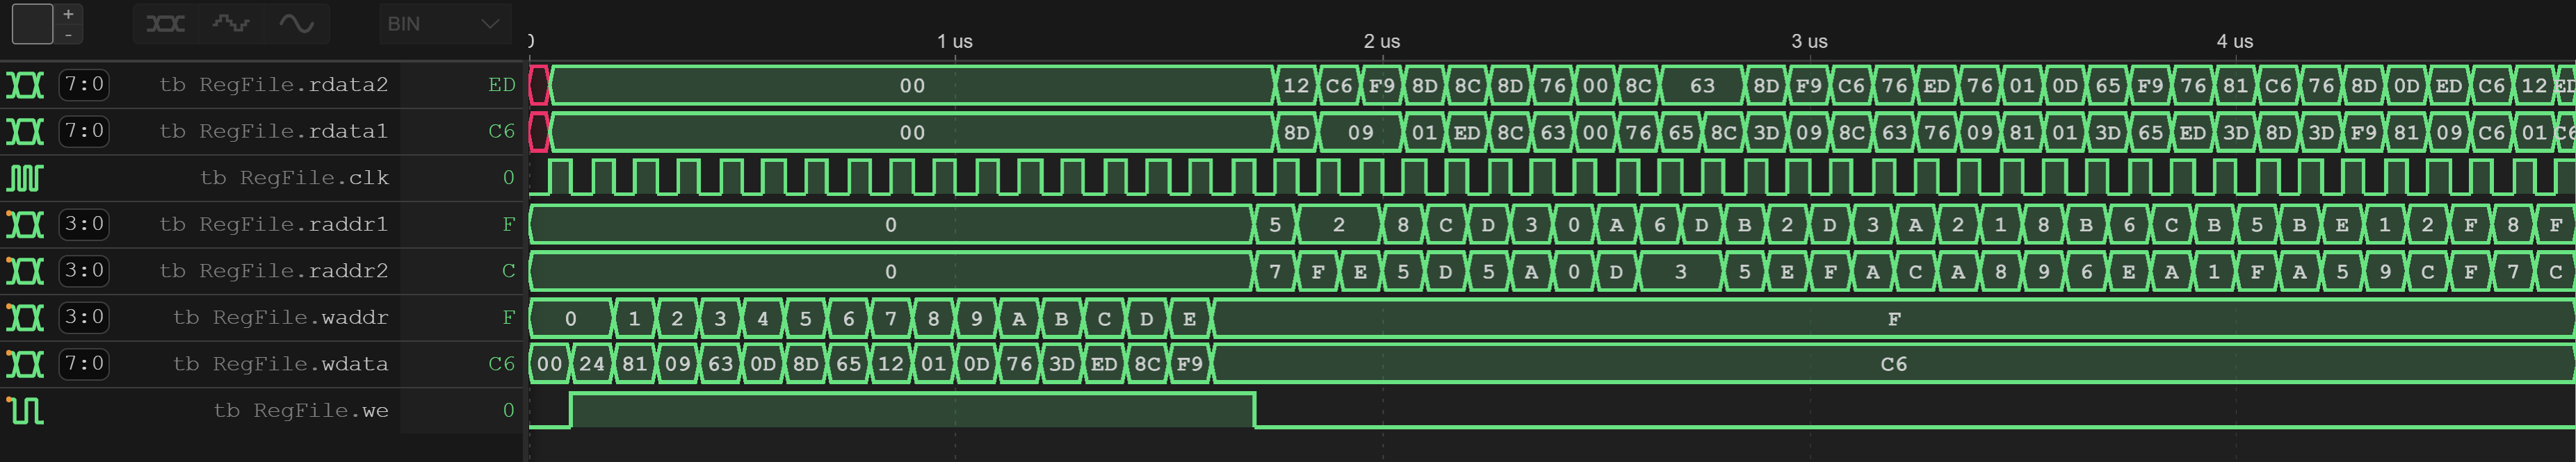 +
-
BIN
0 1 us 2 us 3 us 4 us
7:0 tb RegFile.rdata2 ED 00 12 C6 F9 8D 8C 8D 76 00 8C 63 8D F9 C6 76 ED 76 01 0D 65 F9 76 81 C6 76 8D 0D ED C6 12 ED
7:0 tb RegFile.rdata1 C6 00 8D 09 01 ED 8C 63 00 76 65 8C 3D 09 8C 63 76 09 81 01 3D 65 ED 3D 8D 3D F9 81 09 C6 01 C6
tb RegFile.clk 0
3:0 tb RegFile.raddr1 F 0 5 2 8 C D 3 0 A 6 D B 2 D 3 A 2 1 8 B 6 C B 5 B E 1 2 F 8 F
3:0 tb RegFile.raddr2 C 0 7 F E 5 D 5 A 0 D 3 5 E F A C A 8 9 6 E A 1 F A 5 9 C F 7 C
3:0 tb RegFile.waddr F 0 1 2 3 4 5 6 7 8 9 A B C D E F
7:0 tb RegFile.wdata C6 00 24 81 09 63 0D 8D 65 12 01 0D 76 3D ED 8C F9 C6
tb RegFile.we 0